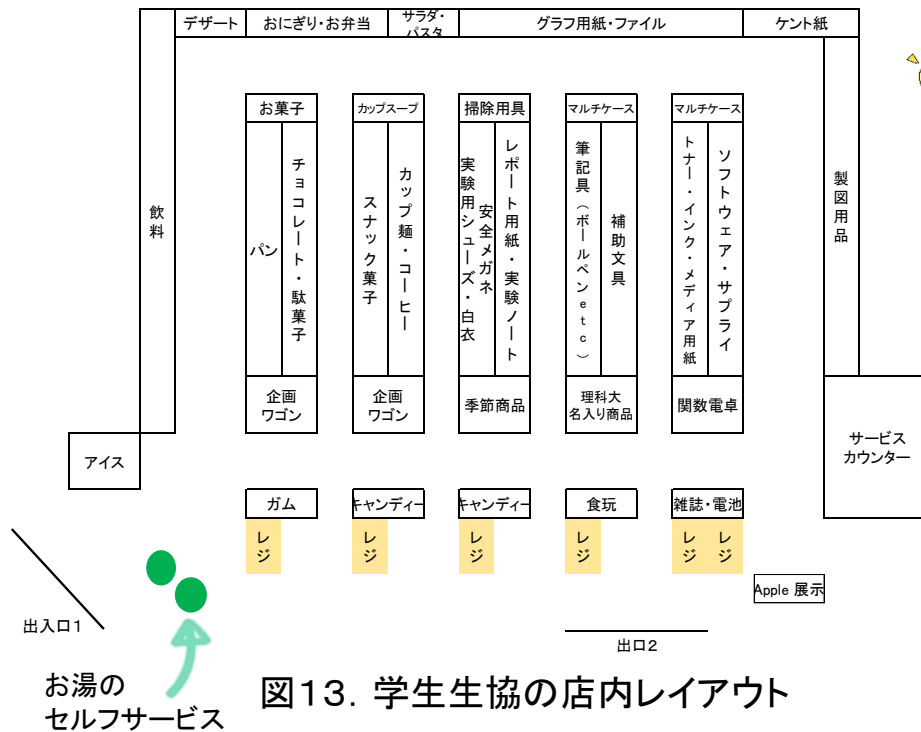 デザート
おにぎり・お弁当
サラダ・
パスタ
グラフ用紙・ファイル
ケント紙
飲料
お菓子
カップスープ
掃除用具
マルチケース
マルチケース
パン
チョコレート・駄菓子
スナック菓子
カップ麺・コーヒー
実験用シューズ・白衣
安全メガネ
レポート用紙・実験ノート
筆記具(ボールペンetc)
補助文具
トナー・インク・メディア用紙
ソフトウェア・サプライ
製図用品
企画
ワゴン
企画
ワゴン
季節商品
理科大
名入り商品
関数電卓
サービス
カウンター
アイス
ガム
キャンディー
キャンディー
食玩
雑誌・電池
レジ
レジ
レジ
レジ
レジ
レジ
Apple 展示
出入口1
出口2
お湯の
セルフサービス
図13. 学生生協の店内レイアウト